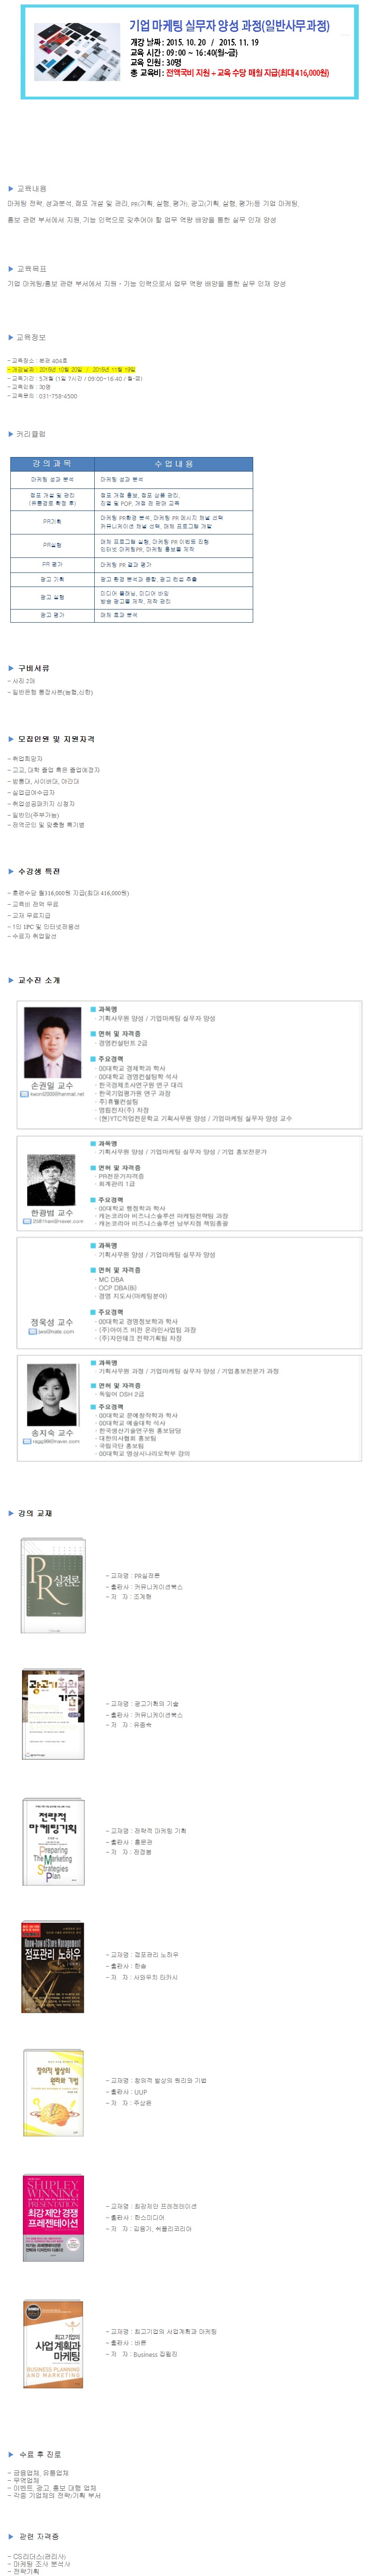 기업 마케팅 실무자 양성 과정(일반사무과정)
개강 날짜 : 2015. 10. 20 / 2015. 11. 19
교육 시간 : 09:00 ~ 16:40(월~금)
교육 인원 : 30명
총 교육비 : 전액국비 지원 + 교육 수당 매월 지급(최대 416,000원)
▶ 교육내용
마케팅 전략, 성과분석, 점포 개설 및 관리, PR(기획, 실행, 평가), 광고(기획, 실행, 평가)등 기업 마케팅,
홍보 관련 부서에서 지원, 기능 인력으로 갖추어야 할 업무 역량 배양을 통한 실무 인재 양성
▶ 교육목표
기업 마케팅/홍보 관련 부서에서 지원·기능 인력으로서 업무 역량 배양을 통한 실무 인재 양성
▶ 교육정보
- 교육장소 : 본관 404호
- 개강날짜 : 2015년 10월 20일 / 2015년 11월 19일
- 교육기간 : 5개월 (1일 7시간 / 09:00~16:40 / 월-금)
- 교육인원 : 30명
- 교육문의 : 031-758-4500
▶ 커리큘럼
강 의 과 목 수 업 내 용
마케팅 성과 분석 마케팅 성과 분석
점포 개설 및 관리 점포 개점 홍보, 점포 상품 관리,
(유통경로 확정 후) 진열 및 POP, 개점 전 판매 교육
PR기획 마케팅 PR환경 분석, 마케팅 PR 메시지 채널 선택
커뮤니케이션 채널 선택, 매체 프로그램 개발
PR실행 매체 프로그램 실행, 마케팅 PR 이벤트 진행
인터넷 마케팅PR, 마케팅 홍보물 제작
PR 평가 마케팅 PR 결과 평가
광고 기획 광고 환경 분석과 종합, 광고 컨셉 추출
광고 실행 미디어 플래닝, 미디어 바잉
방송 광고물 제작, 제작 관리
광고 평가 매체 효과 분석
▶ 구비서류
- 사진 2매
- 일반은행 통장사본(농협,신한)
▶ 모집인원 및 지원자격
- 취업희망자
- 고교, 대학 졸업 혹은 졸업예정자
- 방통대, 사이버대, 야간대
- 실업급여수급자
- 취업성공패키지 신청자
- 일반인(주부가능)
- 전역군인 및 맞춤형 특기병
▶ 수강생 특전
- 훈련수당 월316,000원 지급(최대 416,000원)
- 교육비 전액 무료
- 교재 무료지급
- 1인 1PC 및 인터넷전용선
- 수료자 취업알선
▶ 교수진 소개
■ 과목명
· 기획사무원 양성 / 기업마케팅 실무자 양성
■ 면허 및 자격증
· 경영컨설턴트 2급
■ 주요경력
· 00대학교 경제학과 학사
· 00대학교 경영컨설팅학 석사
· 한국경제조사연구원 연구 대리
· 한국기업평가원 연구 과장
· 주)휴웰컨설팅
· 영림전자(주) 차장
· (현)YTC직업전문학교 기획사무원 양성 / 기업마케팅 실무자 양성 교수
손권일 교수
■ 과목명
· 기획사무원 양성 / 기업마케팅 실무자 양성 / 기업 홍보전문가
■ 면허 및 자격증
· PR전문가자격증
· 회계관리 1급
■ 주요경력
· 00대학교 행정학과 학사
· 캐논코리아 비즈니스솔루션 마케팅전략팀 과장
· 캐논코리아 비즈니스솔루션 남부지점 책임총괄
한광범 교수
■ 과목명
· 기획사무원 양성 / 기업마케팅 실무자 양성
■ 면허 및 자격증
· MC DBA
· OCP DBA(8i)
· 경영 지도사(마케팅분야)
■ 주요경력
· 00대학교 경영정보학과 학사
· (주)아이즈 비전 온라인사업팀 과장
· (주)자만테크 전략기획팀 차장
정욱성 교수
■ 과목명
· 기획사무원 과정 / 기업마케팅 실무자 양성 / 기업홍보전문가 과정
■ 면허 및 자격증
· 독일어 DSH 2급
■ 주요경력
· 00대학교 문예창작학과 학사
· 00대학교 예술대학 석사
· 한국생산기술연구원 홍보담당
· 대한의사협회 홍보팀
· 국립극단 홍보팀
· 00대학교 영상시나리오학부 강의
송지숙 교수
▶ 강의 교재
PR 실전론
- 교재명 : PR실전론
- 출판사 : 커뮤니케이션북스
- 저 자 : 조계현
광고기획의 기술
- 교재명 : 광고기획의 기술
- 출판사 : 커뮤니케이션북스
- 저 자 : 유종숙
전략적 마케팅기획
Preparing
The Marketing
Strategies
Plan
- 교재명 : 전략적 마케팅 기획
- 출판사 : 홍문관
- 저 자 : 전경봉
Know-how of Store Management
점포관리 노하우
- 교재명 : 점포관리 노하우
- 출판사 : 한솜
- 저 자 : 사와우치 타카시
창의적 발상의 원리와 기법
- 교재명 : 창의적 발상의 원리와 기법
- 출판사 : UUP
- 저 자 : 주상윤
SHIPLEY
WINNING
PRESENTATION
최강 제안 경쟁
프레젠테이션
- 교재명 : 최강제안 프레젠테이션
- 출판사 : 한스미디어
- 저 자 : 김용기, 쉬플리코리아
최고 기업의
사업계획과
마케팅
BUSINESS PLANNING
AND MARKETING
- 교재명 : 최고기업의 사업계획과 마케팅
- 출판사 : 바른
- 저 자 : Business 집필진
▶ 수료 후 진로
- 금융업체, 유통업체
- 무역업체
- 이벤트, 광고, 홍보 대행 업체
- 각종 기업체의 전략/기획 부서
▶ 관련 자격증
- CS리더스(관리사)
- 마케팅 조사 분석사
- 전략기획